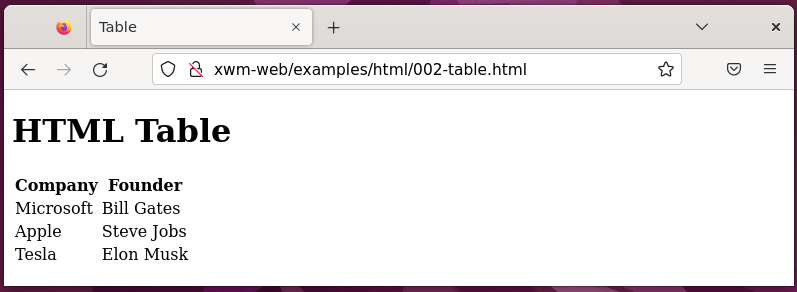 Table
xwm-web/examples/html/002-table.html
HTML Table
Company Founder
Microsoft Bill Gates
Apple Steve Jobs
Tesla Elon Musk